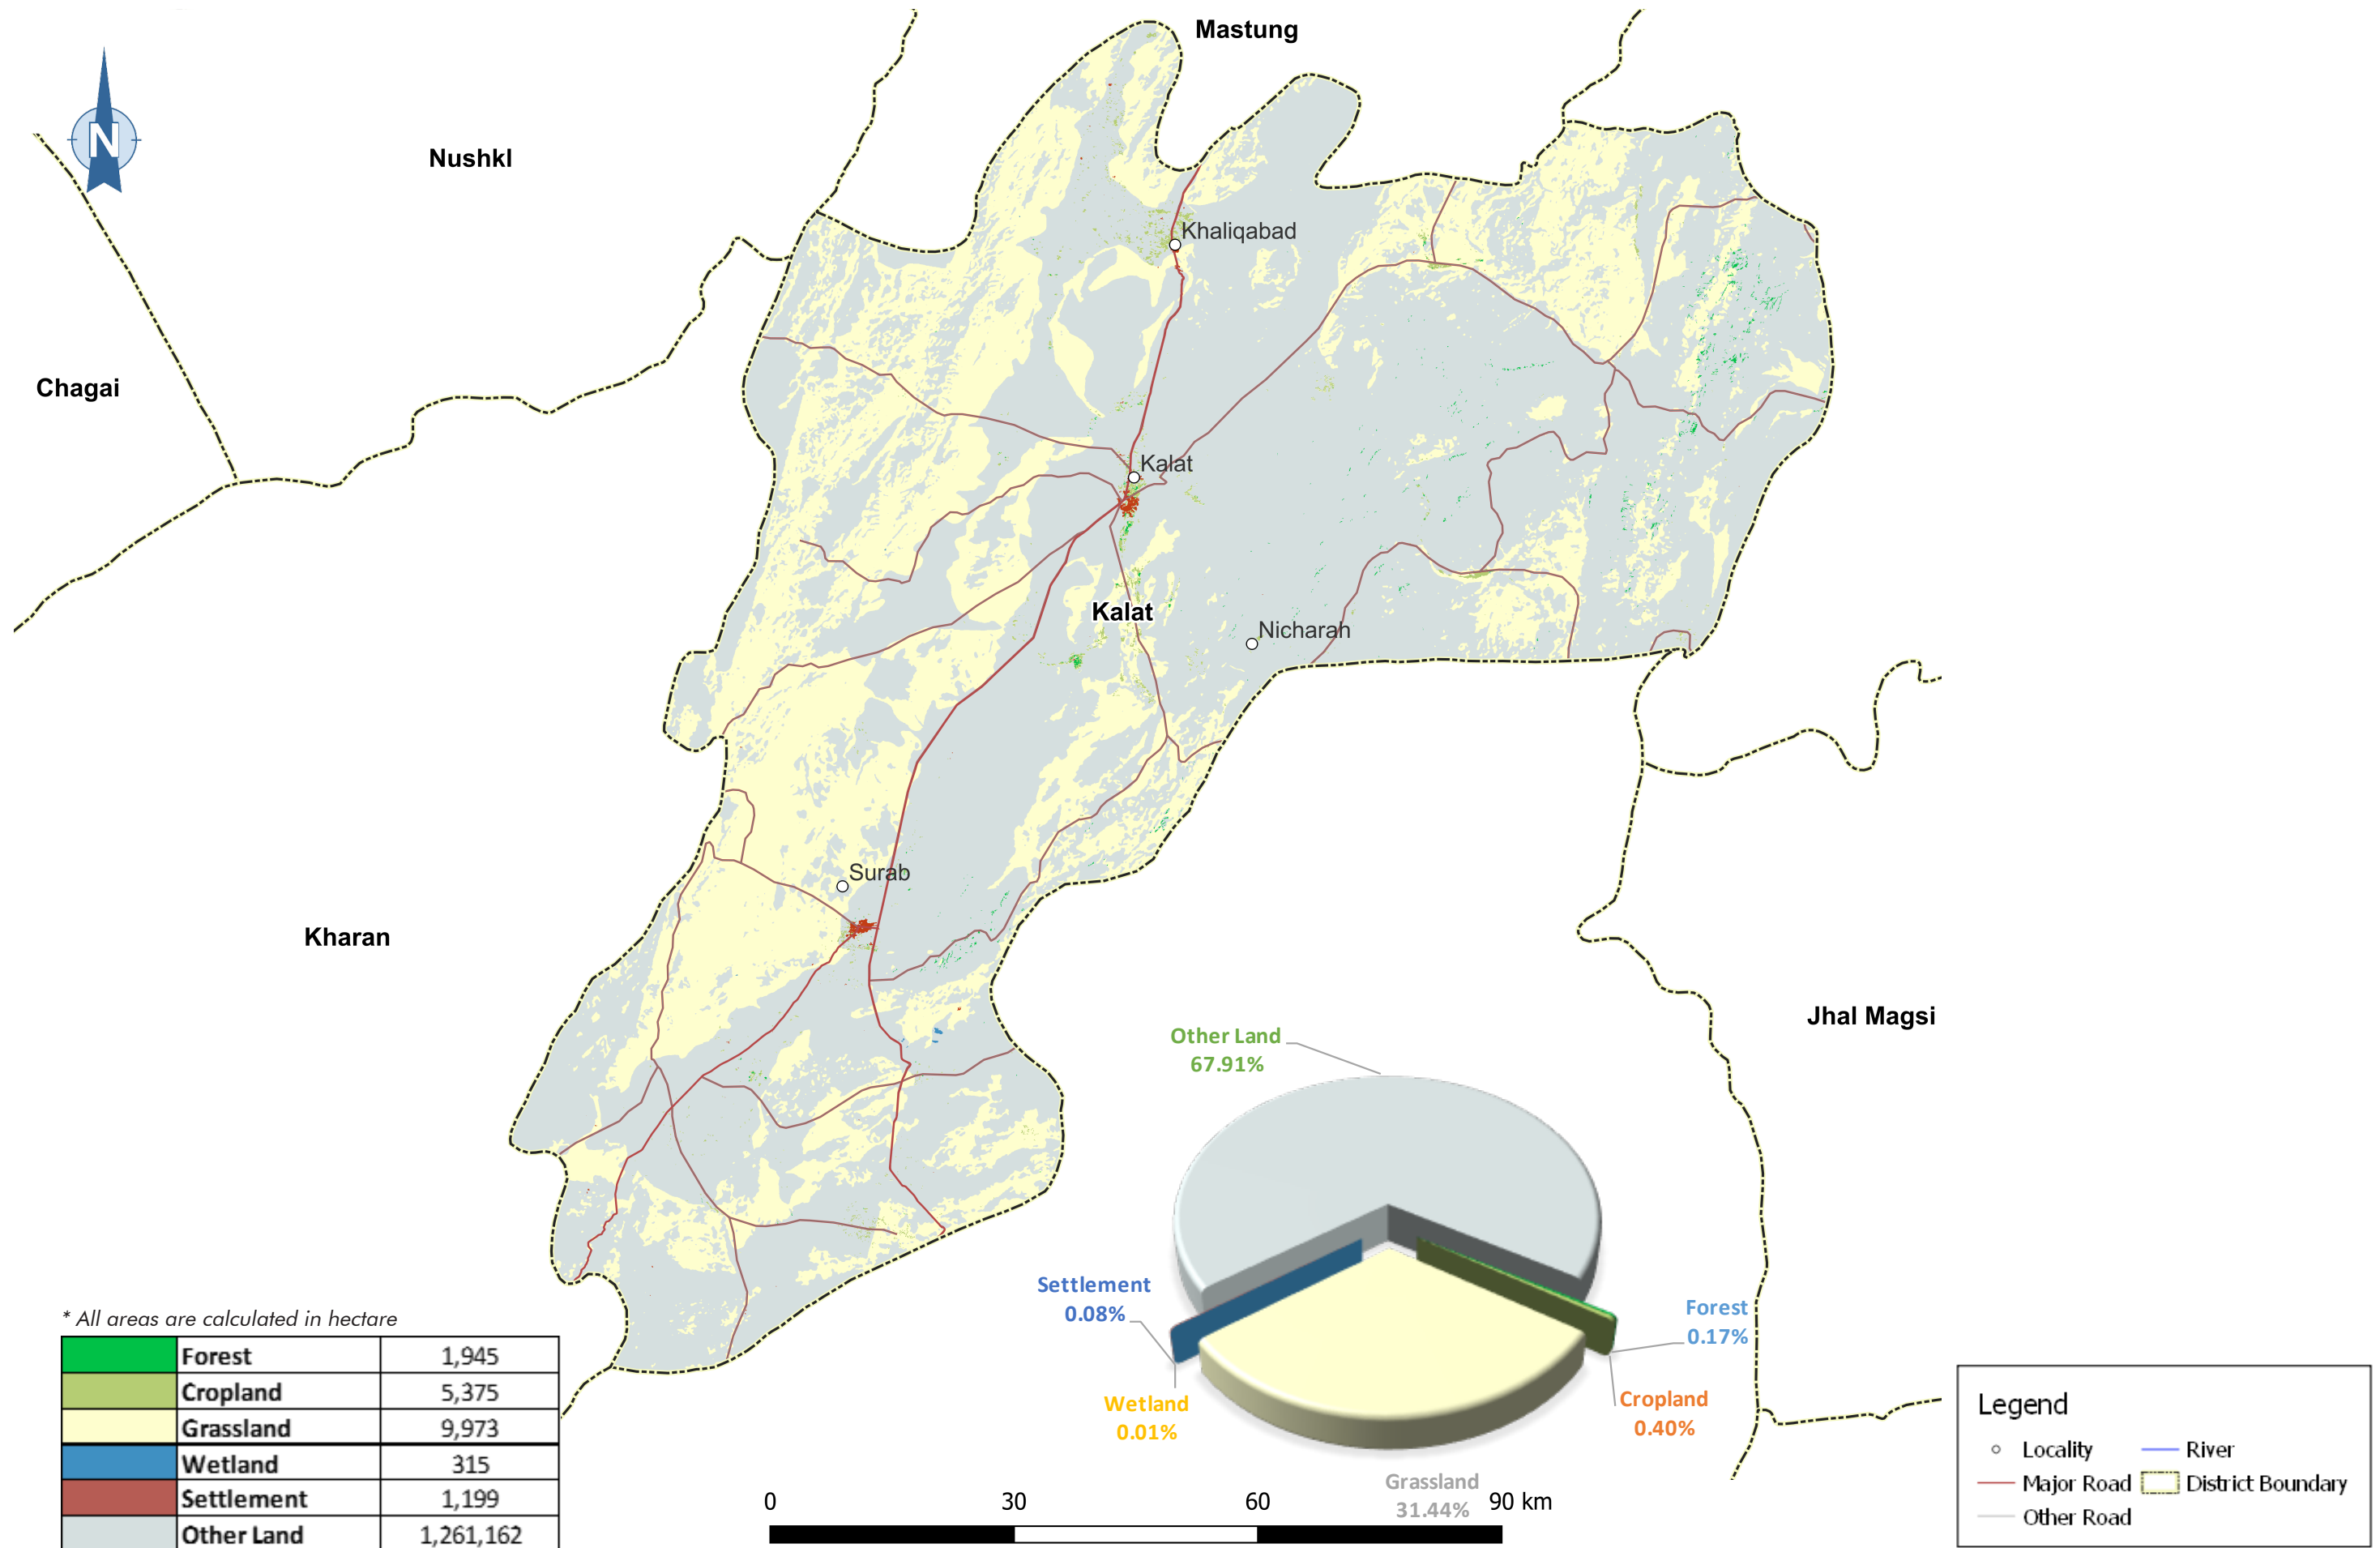 Mastung
N
Nushkl
Khaliqabad
Chagai
Kalat
Kalat
Nicharah
Surab
Kharan
Jhal Magsi
Other Land
67.91%
Settlement
0.08%
Forest
0.17%
Wetland
0.01%
Cropland
0.40%
Grassland
31.44%
* All areas are calculated in hectare
Forest 1,945
Cropland 5,375
Grassland 9,973
Wetland 315
Settlement 1,199
Other Land 1,261,162
0 30 60 90 km
Legend
Locality River
Major Road District Boundary
Other Road